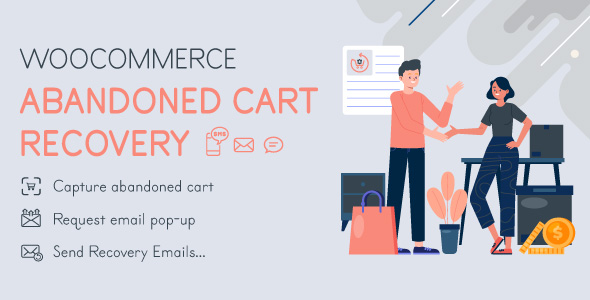 WOOCOMMERCE
ABANDONED CART
RECOVERY
SMS
Capture abandoned cart
Request email pop-up
Send Recovery Emails...
$